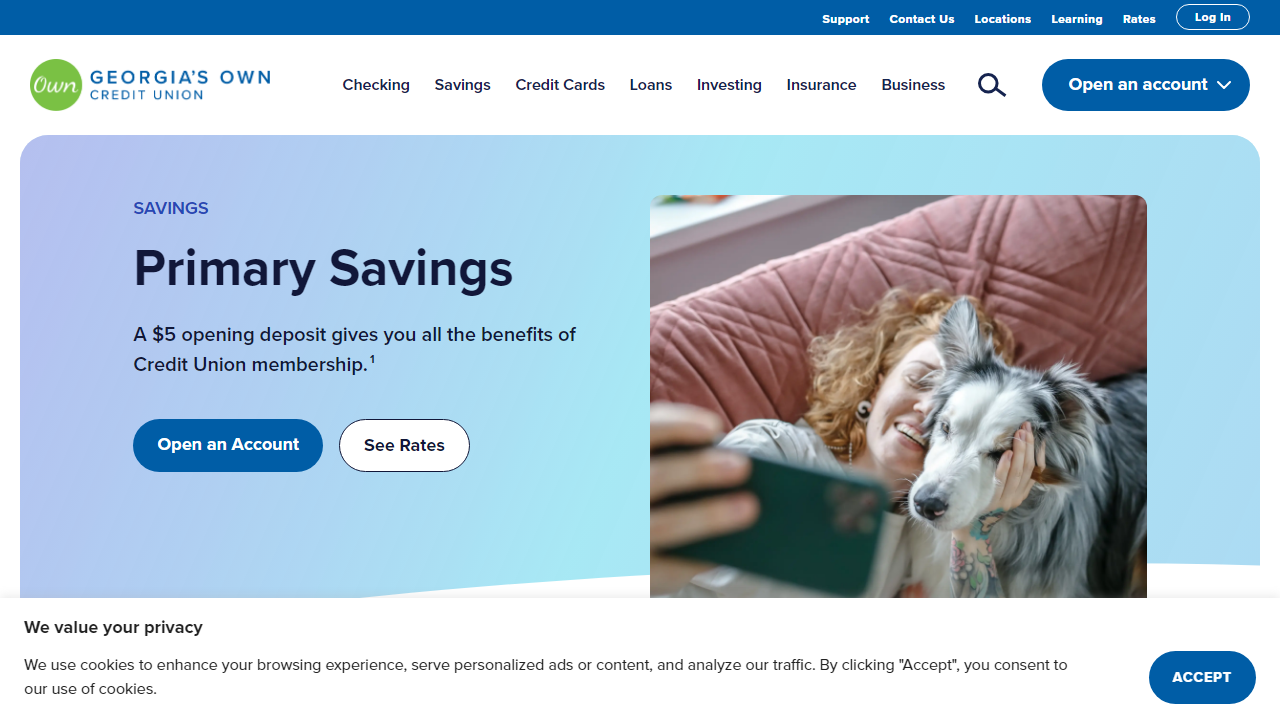 Support Contact Us Locations Learning Rates Log In
Own GEORGIA'S OWN
CREDIT UNION
Checking Savings Credit Cards Loans Investing Insurance Business Open an account
SAVINGS
Primary Savings
A $5 opening deposit gives you all the benefits of
Credit Union membership.¹
Open an Account See Rates
We value your privacy
We use cookies to enhance your browsing experience, serve personalized ads or content, and analyze our traffic. By clicking "Accept", you consent to
our use of cookies.
ACCEPT